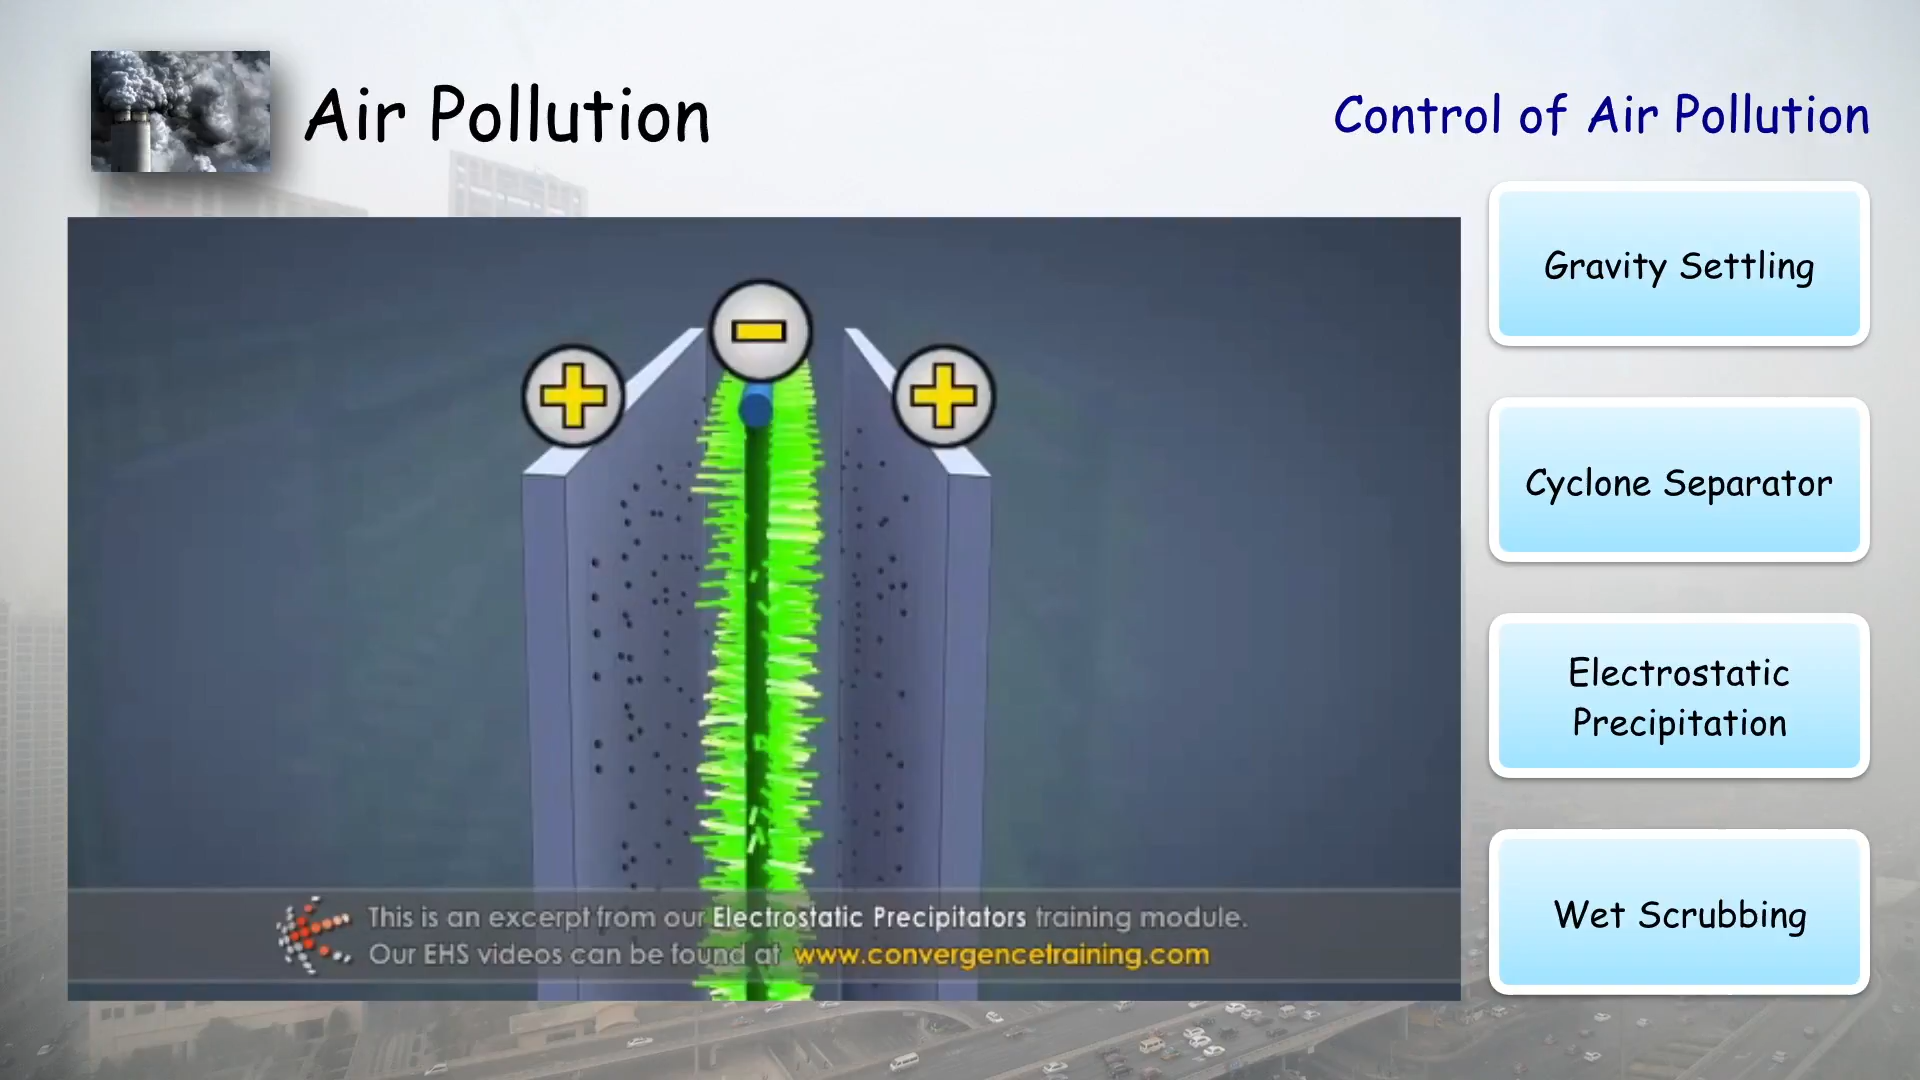 Air Pollution
Control of Air Pollution
Gravity Settling
Cyclone Separator
Electrostatic
Precipitation
Wet Scrubbing
This is an excerpt from our Electrostatic Precipitators training module.
Our EHS videos can be found at www.convergencetraining.com